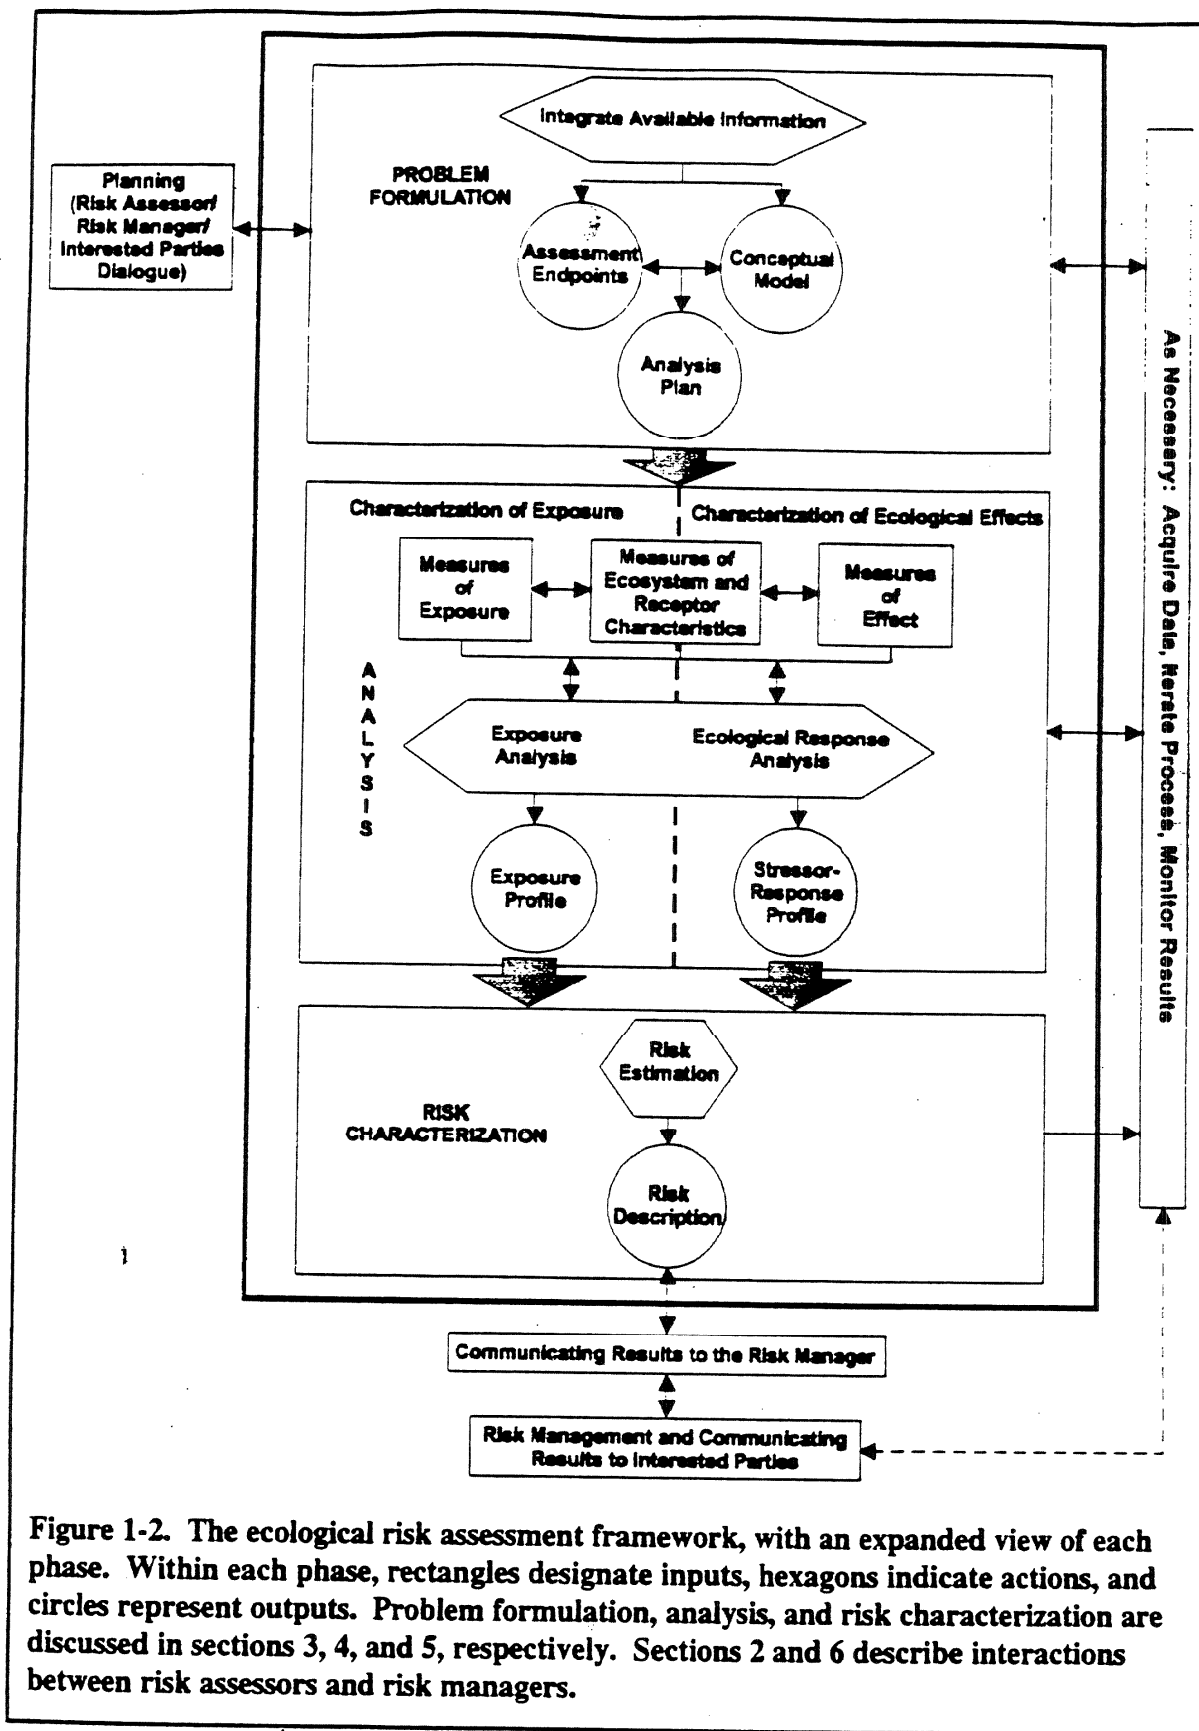 Integrate Available Information
PROBLEM
FORMULATION
Planning
(Risk Assessor/
Risk Manager/
Interested Parties
Dialogue)
Assessment
Endpoints
Conceptual
Model
Analysis
Plan
As Necessary: Acquire Data, Iterate Process, Monitor Results
Characterization of Exposure
Characterization of Ecological Effects
Measures
of
Exposure
Measures of
Ecosystem and
Receptor
Characteristics
Measures
of
Effect
ANALYSIS
Exposure
Analysis
Ecological Response
Analysis
Exposure
Profile
Stressor-
Response
Profile
Risk
Estimation
RISK
CHARACTERIZATION
Risk
Description
Communicating Results to the Risk Manager
Risk Management and Communicating
Results to Interested Parties
Figure 1-2. The ecological risk assessment framework, with an expanded view of each
phase. Within each phase, rectangles designate inputs, hexagons indicate actions, and
circles represent outputs. Problem formulation, analysis, and risk characterization are
discussed in sections 3, 4, and 5, respectively. Sections 2 and 6 describe interactions
between risk assessors and risk managers.